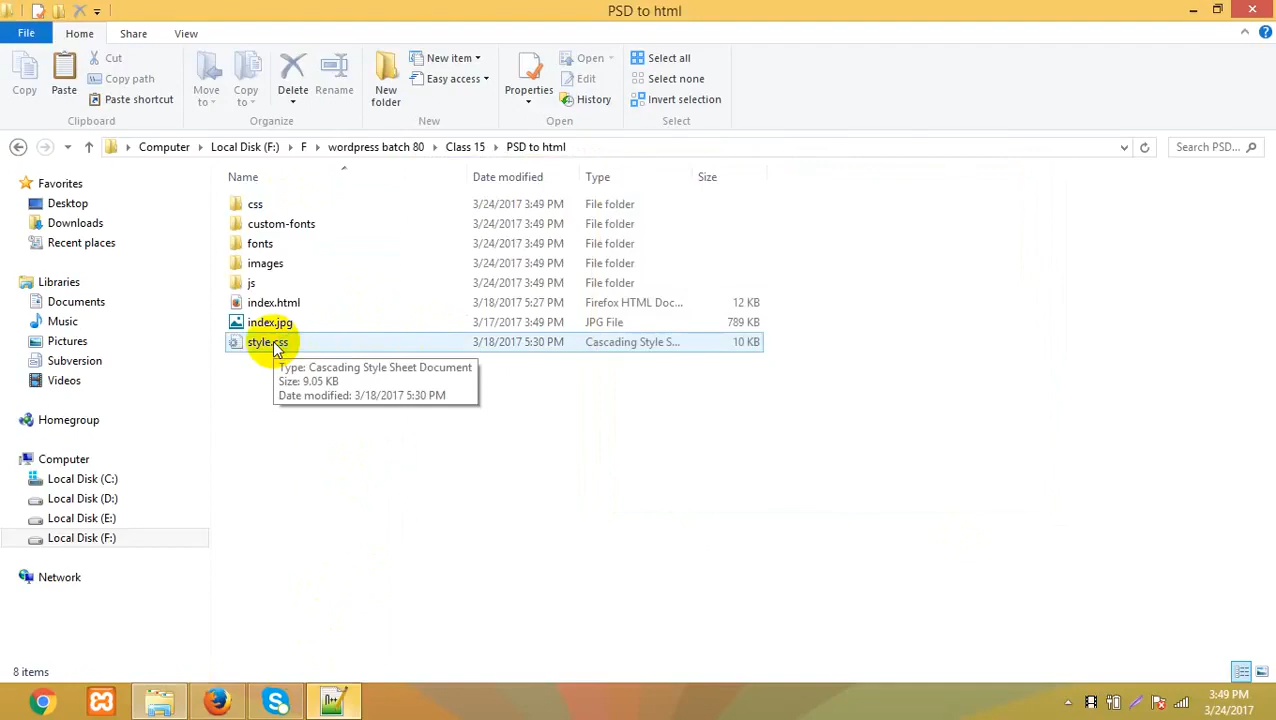 PSD to html
File Home Share View
Copy
Paste
Cut
Copy path
Paste shortcut
Clipboard
Move to
Copy to
Delete
Rename
Organize
New folder
New item
Easy access
New
Properties
Open
Edit
History
Open
Select all
Select none
Invert selection
Select
Computer Local Disk (F:) F wordpress batch 80 Class 15 PSD to html
Search PSD...
Favorites
Desktop
Downloads
Recent places
Libraries
Documents
Music
Pictures
Subversion
Videos
Homegroup
Computer
Local Disk (C:)
Local Disk (D:)
Local Disk (E:)
Local Disk (F:)
Network
Name Date modified Type Size
css 3/24/2017 3:49 PM File folder
custom-fonts 3/24/2017 3:49 PM File folder
fonts 3/24/2017 3:49 PM File folder
images 3/24/2017 3:49 PM File folder
js 3/24/2017 3:49 PM File folder
index.html 3/18/2017 5:27 PM Firefox HTML Doc... 12 KB
index.jpg 3/17/2017 3:49 PM JPG File 789 KB
style.css 3/18/2017 5:30 PM Cascading Style S... 10 KB
Type: Cascading Style Sheet Document
Size: 9.05 KB
Date modified: 3/18/2017 5:30 PM
8 items
3:49 PM
3/24/2017